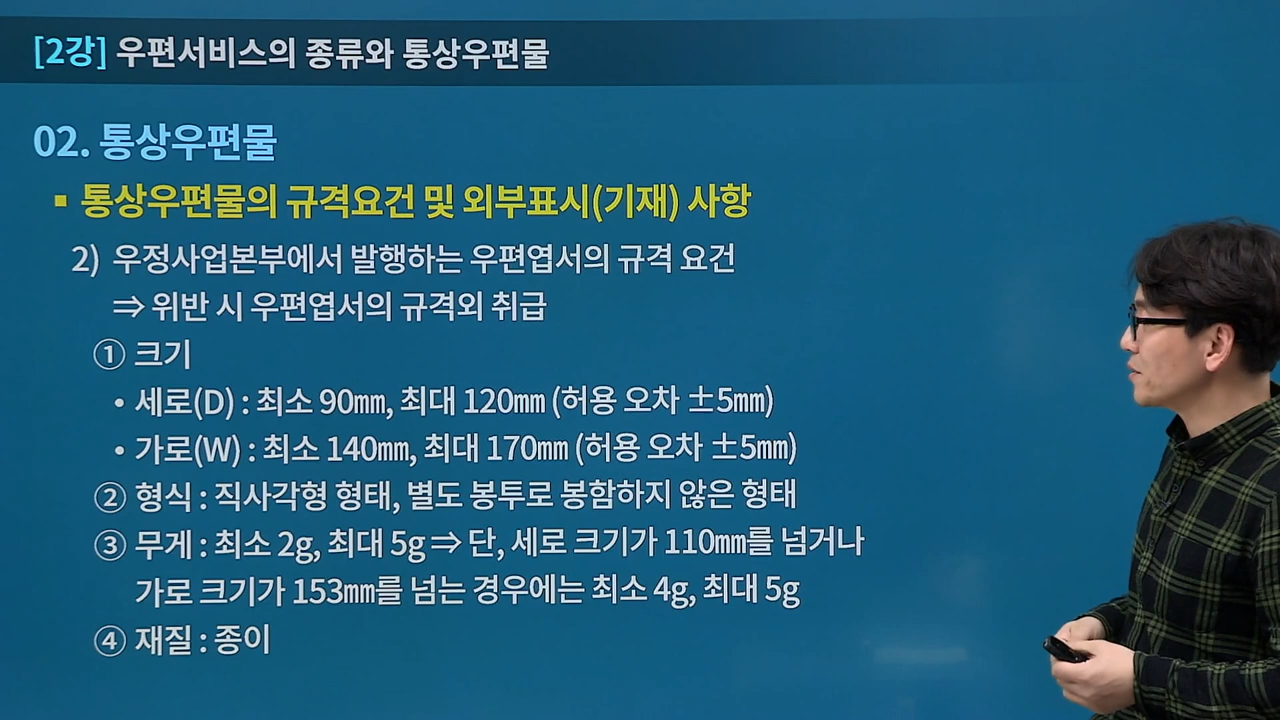 [2강] 우편서비스의 종류와 통상우편물
02. 통상우편물
▪ 통상우편물의 규격요건 및 외부표시(기재) 사항
2) 우정사업본부에서 발행하는 우편엽서의 규격 요건
⇒ 위반 시 우편엽서의 규격외 취급
① 크기
• 세로(D) : 최소 90㎜, 최대 120㎜ (허용 오차 ±5㎜)
• 가로(W) : 최소 140㎜, 최대 170㎜ (허용 오차 ±5㎜)
② 형식 : 직사각형 형태, 별도 봉투로 봉함하지 않은 형태
③ 무게 : 최소 2g, 최대 5g ⇒ 단, 세로 크기가 110㎜를 넘거나
가로 크기가 153㎜를 넘는 경우에는 최소 4g, 최대 5g
④ 재질 : 종이